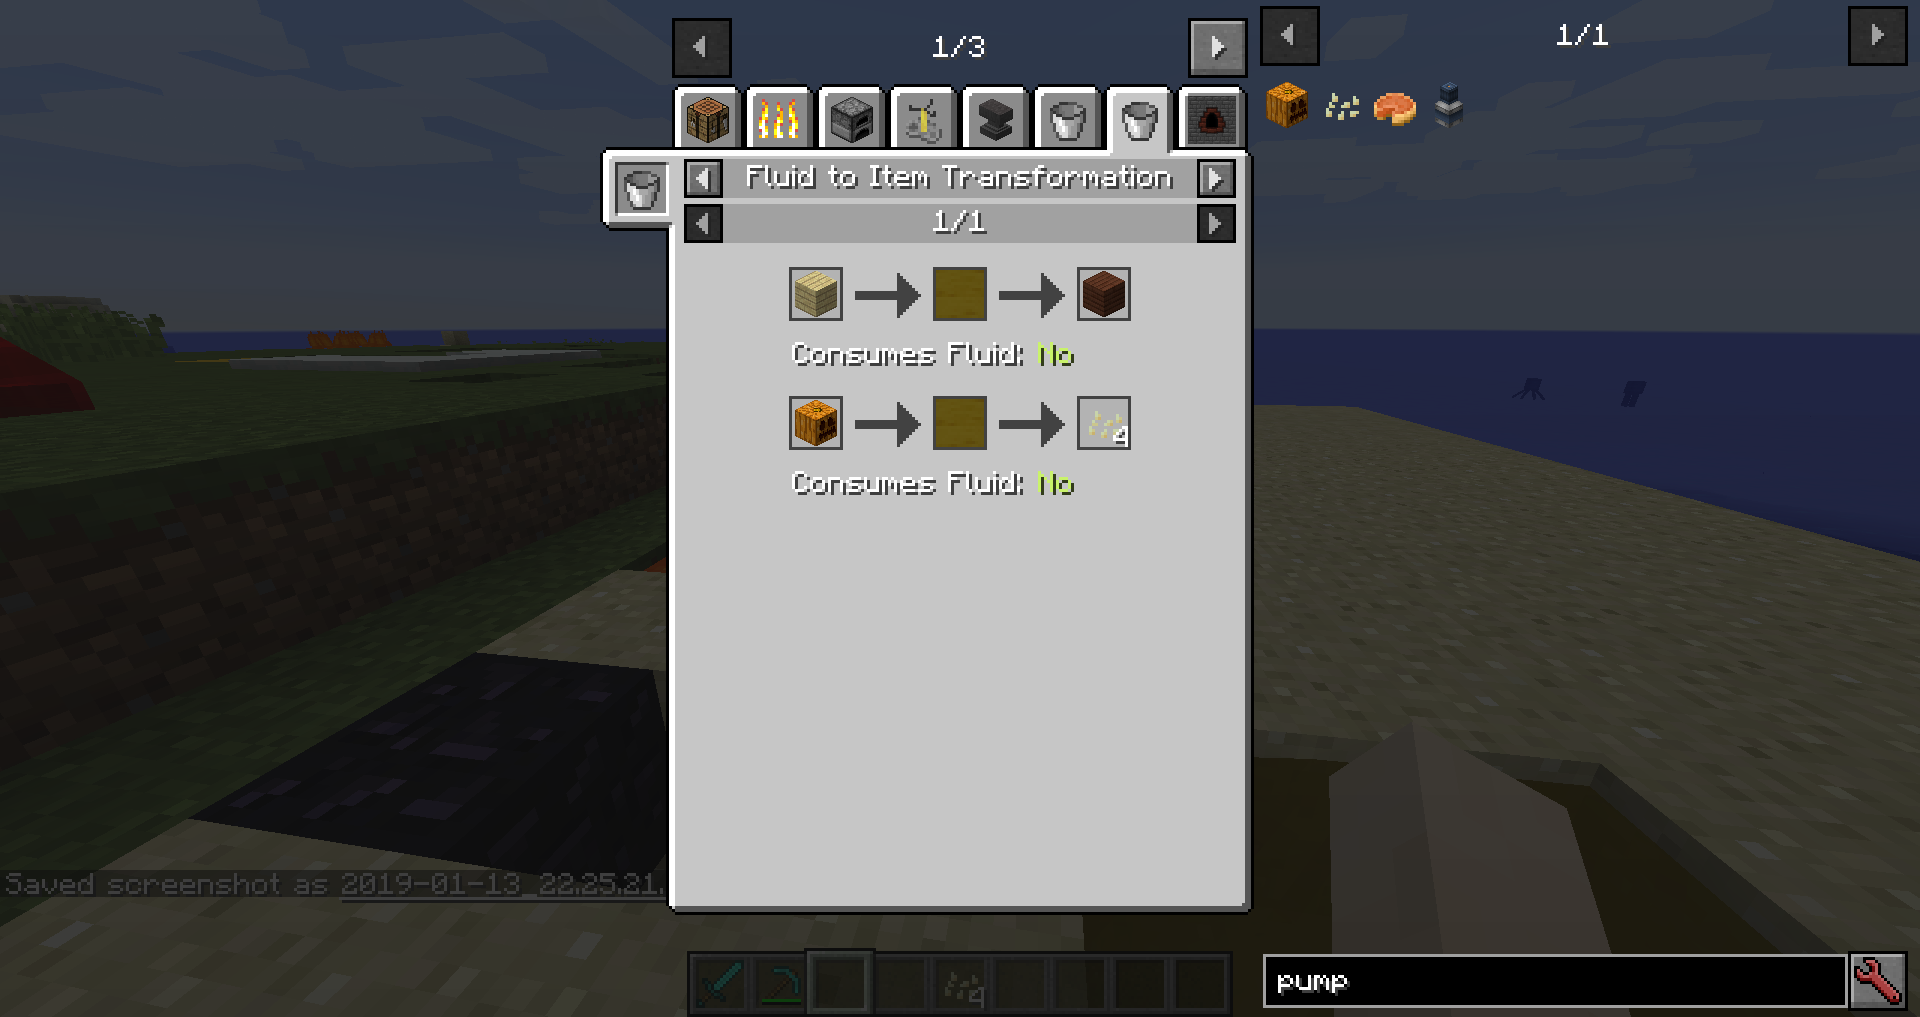 1/3
1/1
Fluid to Item Transformation
1/1
Consumes Fluid: No
4
Consumes Fluid: No
Saved screenshot as 2019-01-13_22.25.21.
4
pump